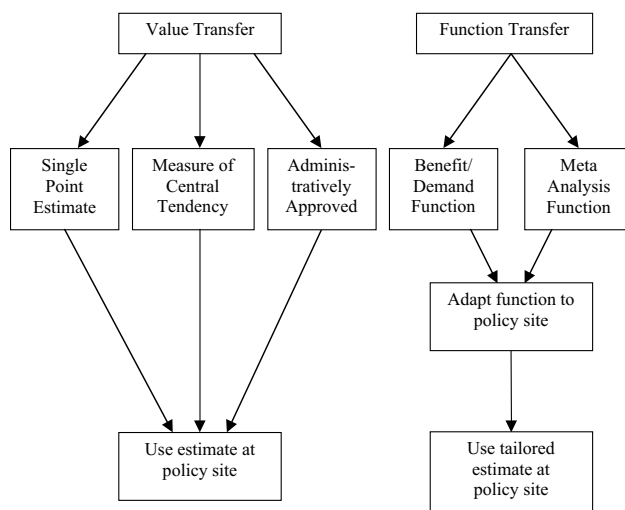 Value Transfer
Function Transfer
Single
Point
Estimate
Measure of
Central
Tendency
Adminis-
tratively
Approved
Benefit/
Demand
Function
Meta
Analysis
Function
Adapt function to
policy site
Use estimate at
policy site
Use tailored
estimate at
policy site